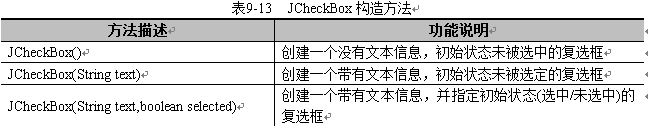 表9-13 JCheckBox 构造方法
方法描述 功能说明
JCheckBox() 创建一个没有文本信息，初始状态未被选中的复选框
JCheckBox(String text) 创建一个带有文本信息，初始状态未被选定的复选框
JCheckBox(String text,boolean selected) 创建一个带有文本信息，并指定初始状态(选中/未选中)的
复选框